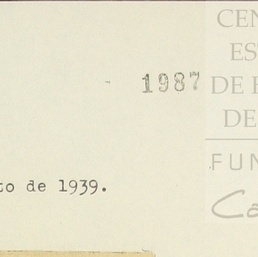 CEN
ES
- 1987
DE
DE
FUN
to de 1939.
Ca